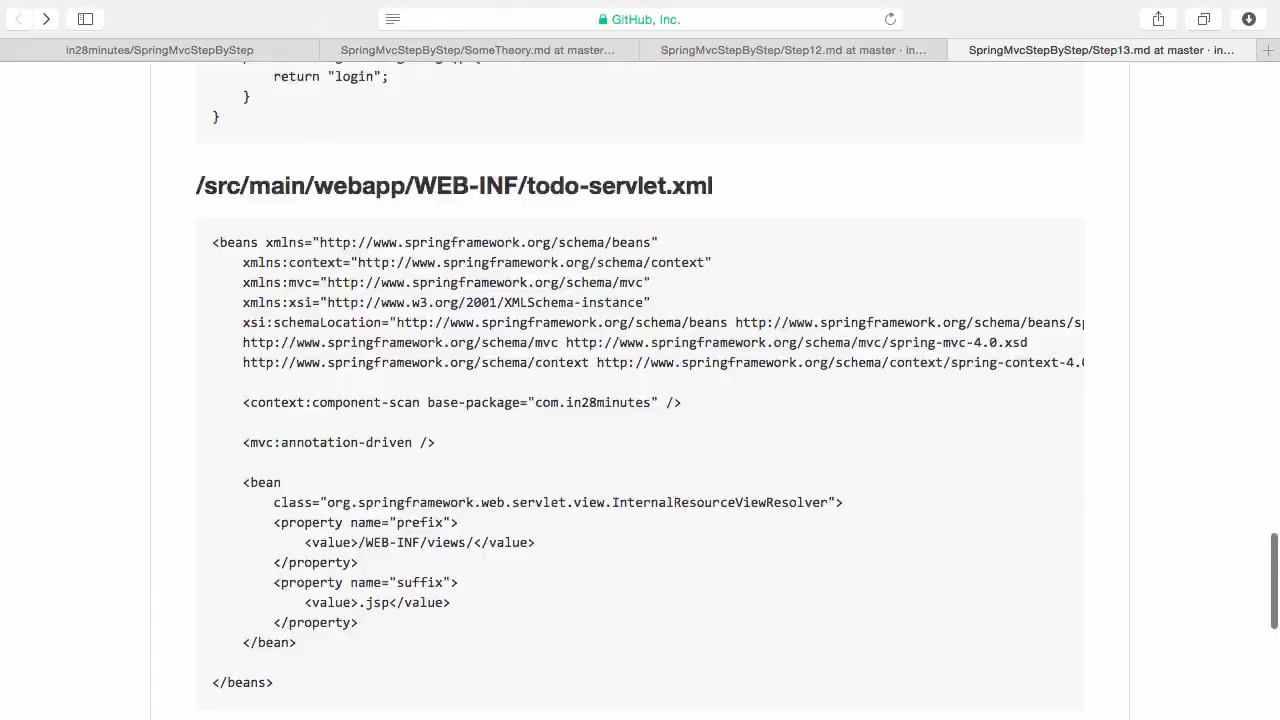 GitHub, Inc.
in28minutes/SpringMvcStepByStep
SpringMvcStepByStep/SomeTheory.md at master...
SpringMvcStepByStep/Step12.md at master · in...
SpringMvcStepByStep/Step13.md at master · in...
return "login";
}
}
/src/main/webapp/WEB-INF/todo-servlet.xml
<beans xmlns="http://www.springframework.org/schema/beans"
xmlns:context="http://www.springframework.org/schema/context"
xmlns:mvc="http://www.springframework.org/schema/mvc"
xmlns:xsi="http://www.w3.org/2001/XMLSchema-instance"
xsi:schemaLocation="http://www.springframework.org/schema/beans http://www.springframework.org/schema/beans/sp
http://www.springframework.org/schema/mvc http://www.springframework.org/schema/mvc/spring-mvc-4.0.xsd
http://www.springframework.org/schema/context http://www.springframework.org/schema/context/spring-context-4.0
<context:component-scan base-package="com.in28minutes" />
<mvc:annotation-driven />
<bean
class="org.springframework.web.servlet.view.InternalResourceViewResolver">
<property name="prefix">
<value>/WEB-INF/views/</value>
</property>
<property name="suffix">
<value>.jsp</value>
</property>
</bean>
</beans>